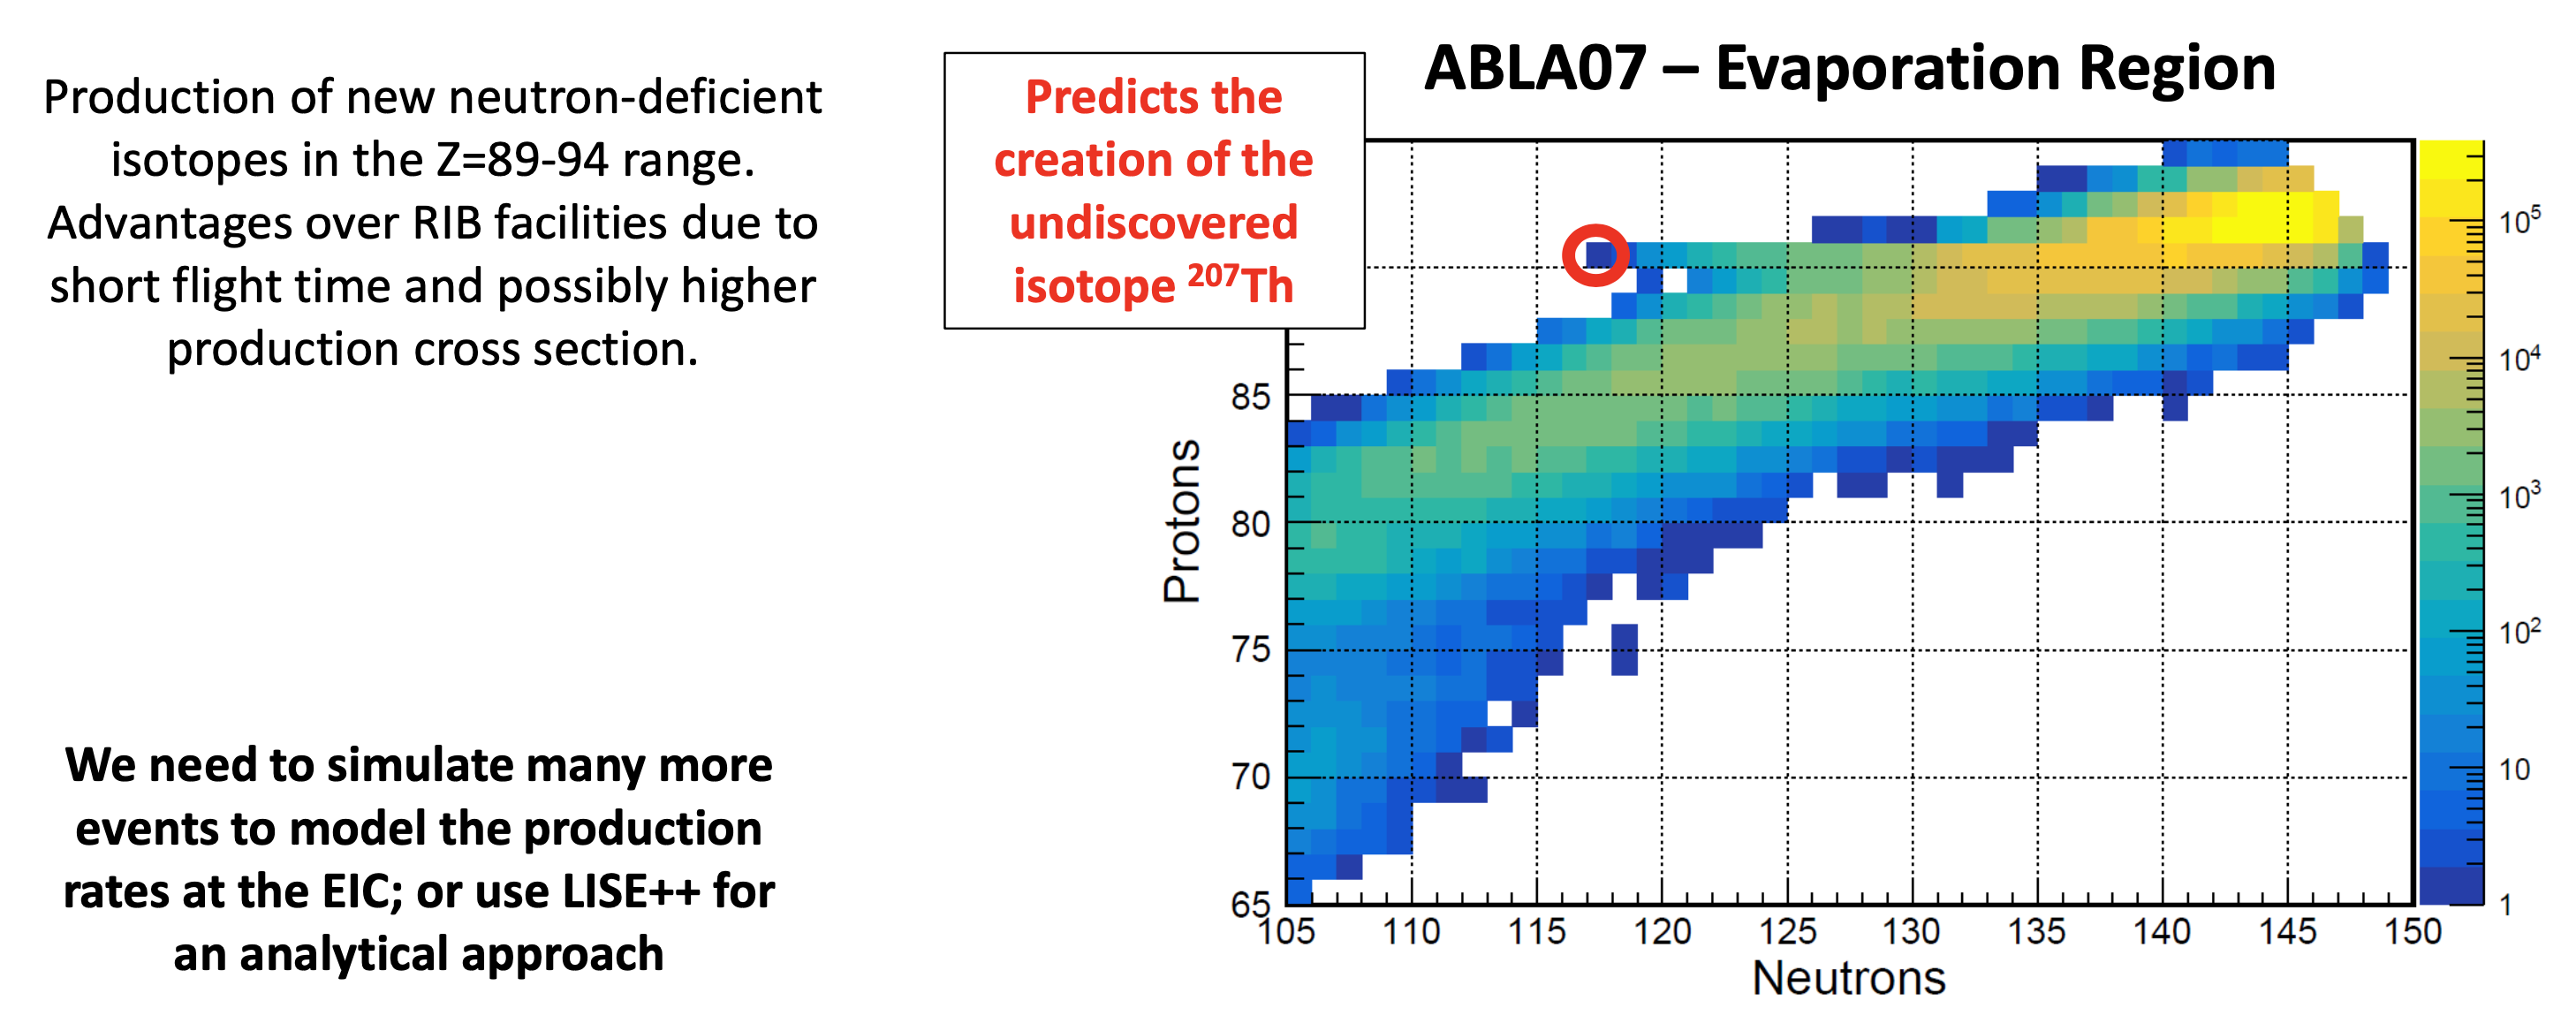 Production of new neutron-deficient
isotopes in the Z=89-94 range.
Advantages over RIB facilities due to
short flight time and possibly higher
production cross section.
We need to simulate many more
events to model the production
rates at the EIC; or use LISE++ for
an analytical approach
Predicts the
creation of the
undiscovered
isotope ²⁰⁷Th
ABLA07 – Evaporation Region
Protons
85
80
75
70
65
105 110 115 120 125 130 135 140 145 150
Neutrons
10⁵
10⁴
10³
10²
10
1